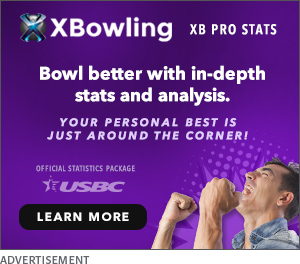 XBowling XB PRO STATS
Bowl better with in-depth
stats and analysis.
YOUR PERSONAL BEST IS
JUST AROUND THE CORNER!
OFFICIAL STATISTICS PACKAGE
USBC
LEARN MORE
ADVERTISEMENT